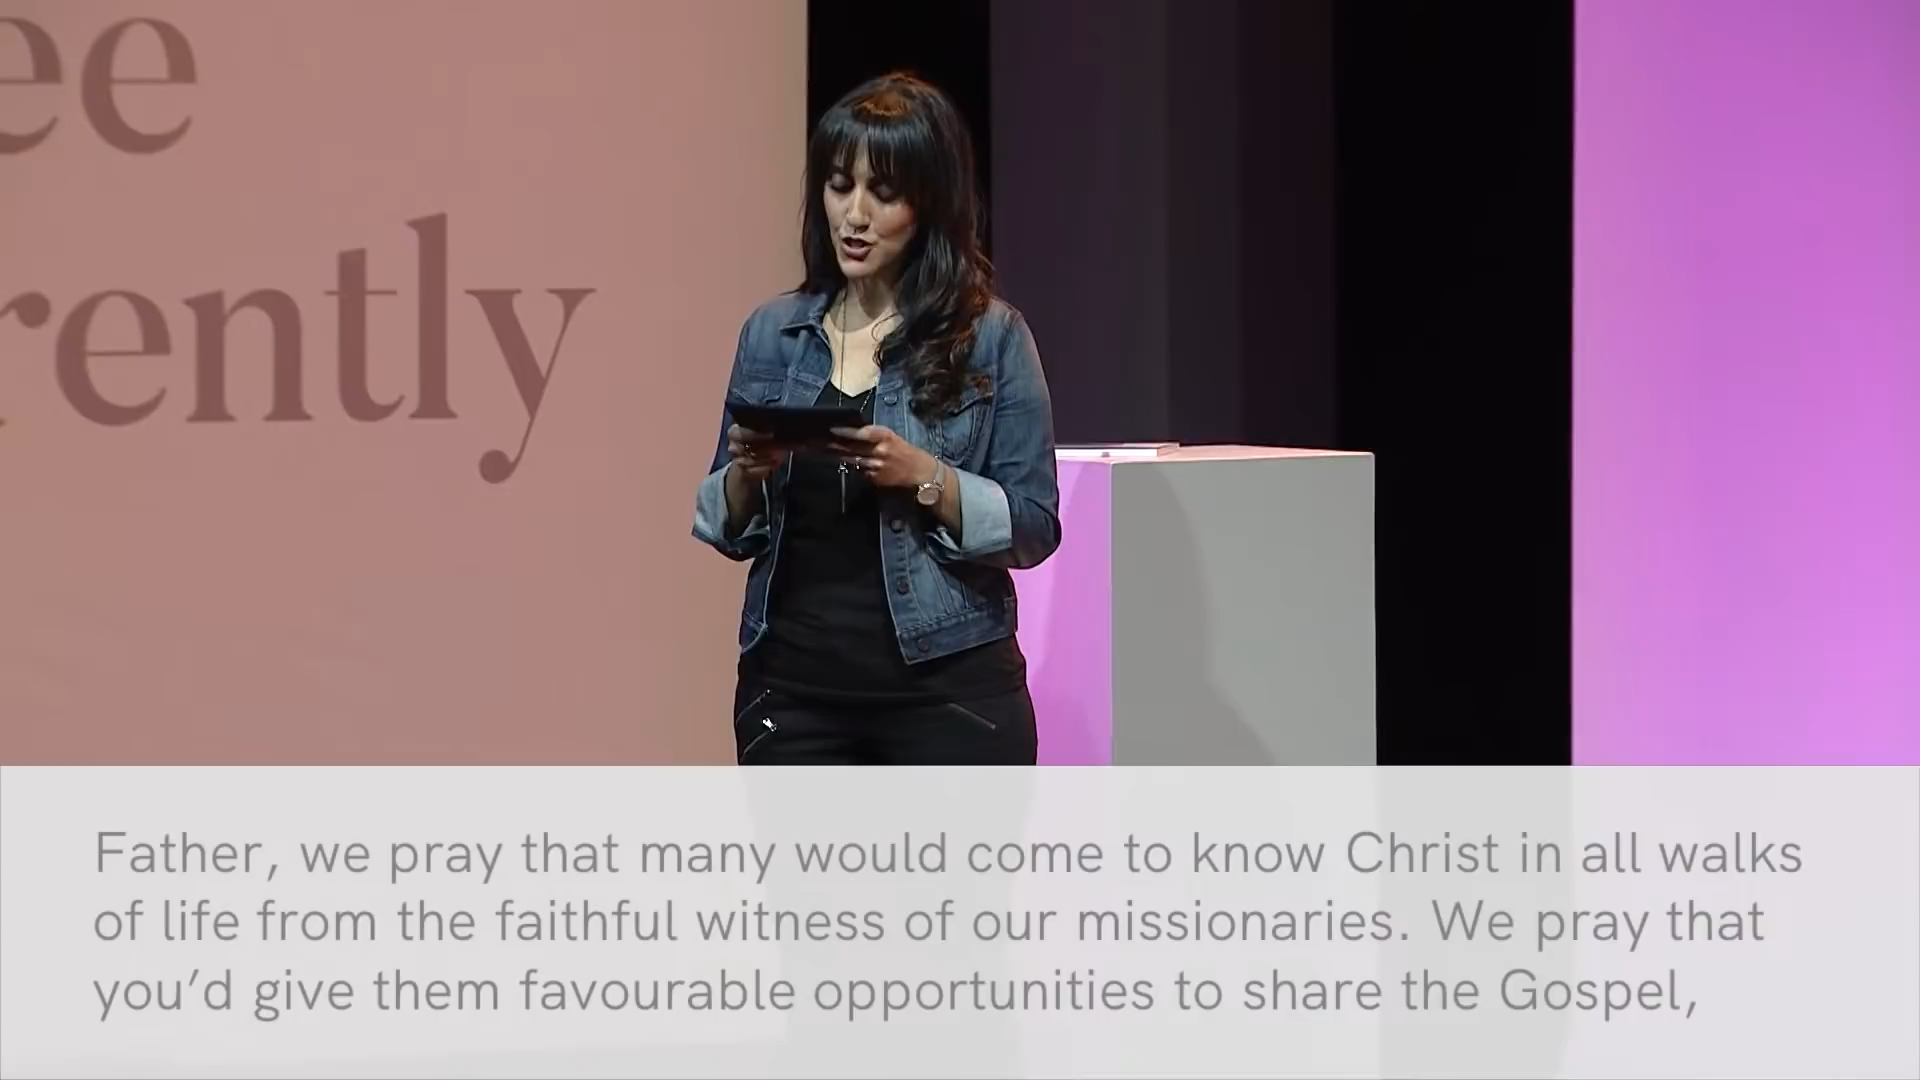 ee
rently
Father, we pray that many would come to know Christ in all walks
of life from the faithful witness of our missionaries. We pray that
you’d give them favourable opportunities to share the Gospel,